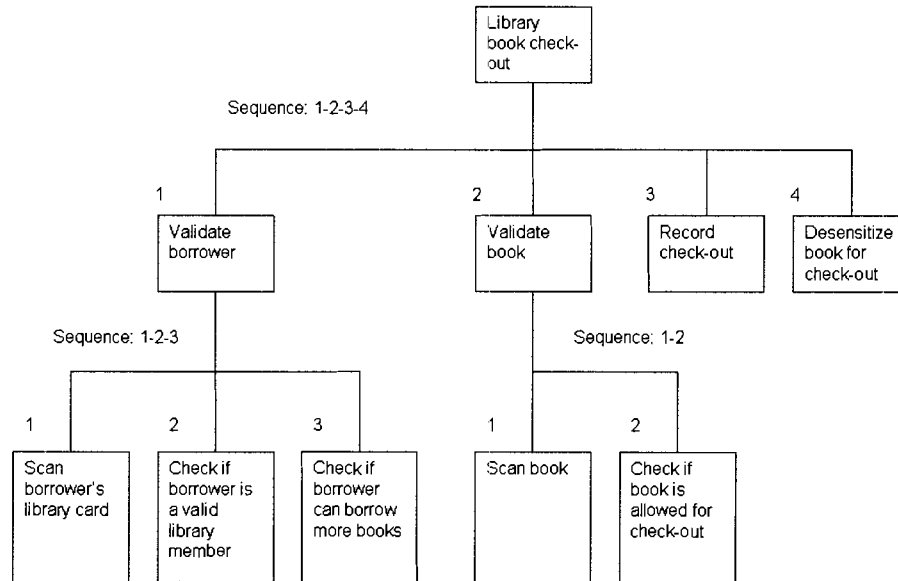 Library
book check-
out
Sequence: 1-2-3-4
1
2
3
4
Validate
borrower
Validate
book
Record
check-out
Desensitize
book for
check-out
Sequence: 1-2-3
Sequence: 1-2
1
2
3
1
2
Scan
borrower's
library card
Check if
borrower is
a valid
library
member
Check if
borrower
can borrow
more books
Scan book
Check if
book is
allowed for
check-out